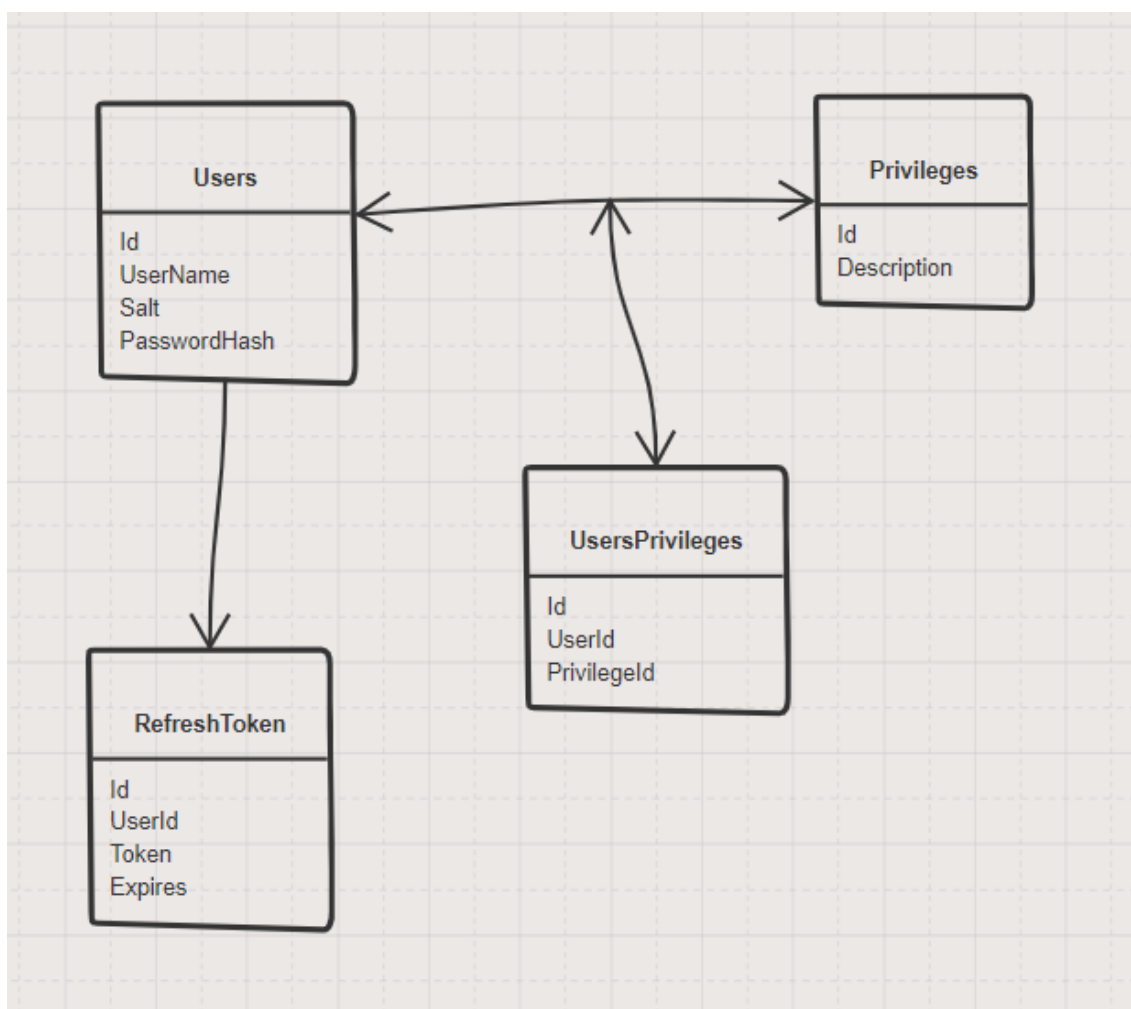 Users
Id
UserName
Salt
PasswordHash
Privileges
Id
Description
UsersPrivileges
Id
UserId
PrivilegeId
RefreshToken
Id
UserId
Token
Expires